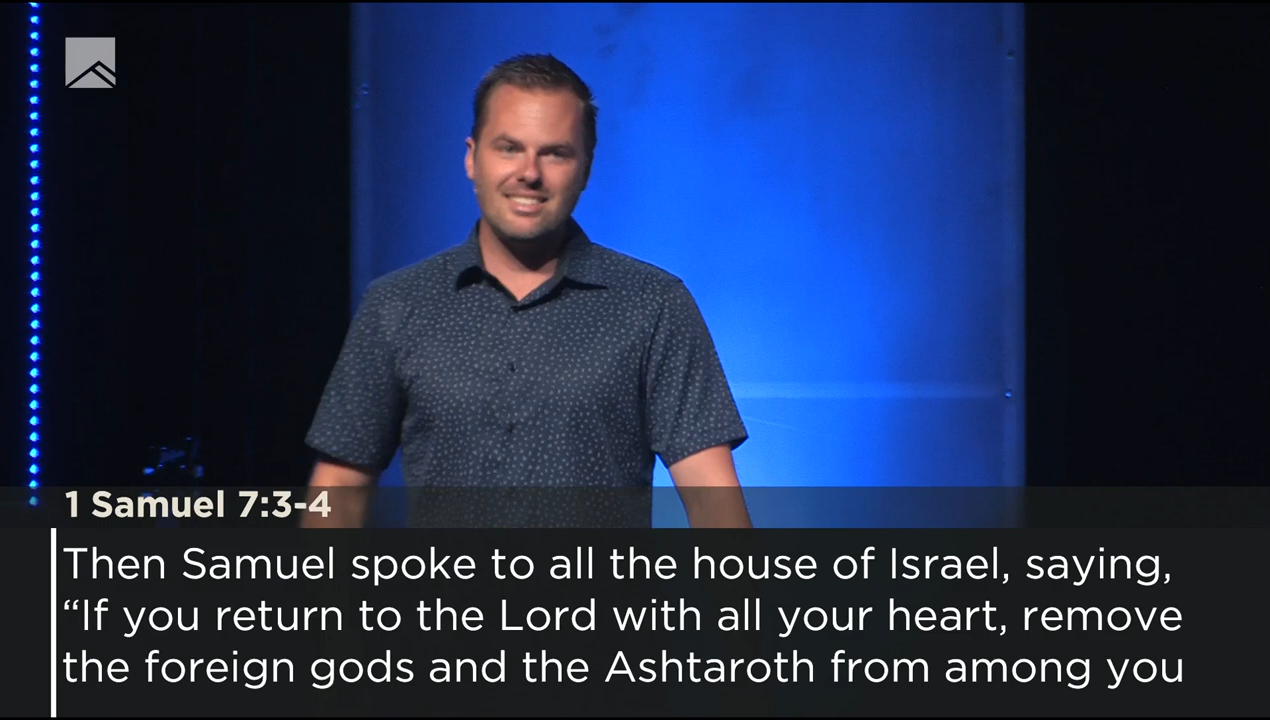 1 Samuel 7:3-4
Then Samuel spoke to all the house of Israel, saying,
“If you return to the Lord with all your heart, remove
the foreign gods and the Ashtaroth from among you